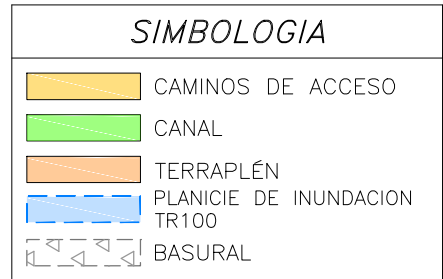 SIMBOLOGIA
CAMINOS DE ACCESO
CANAL
TERRAPLÉN
PLANICIE DE INUNDACION
TR100
BASURAL